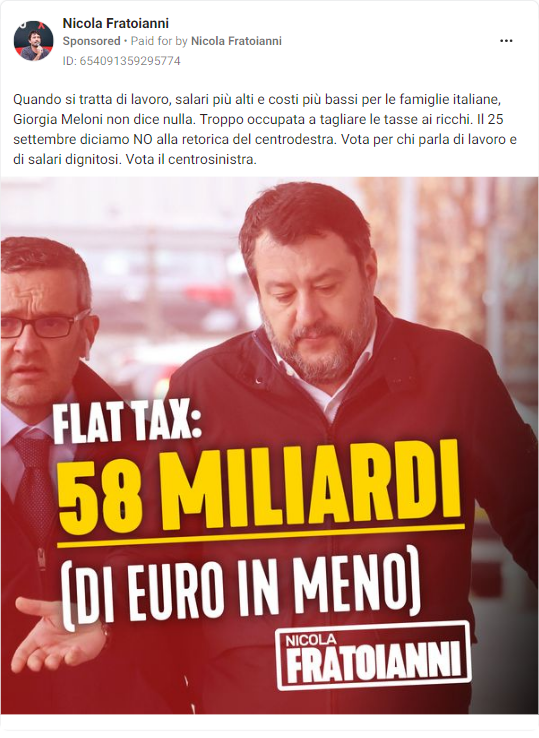 Nicola Fratoianni
Sponsored • Paid for by Nicola Fratoianni
ID: 654091359295774
Quando si tratta di lavoro, salari più alti e costi più bassi per le famiglie italiane,
Giorgia Meloni non dice nulla. Troppo occupata a tagliare le tasse ai ricchi. Il 25
settembre diciamo NO alla retorica del centrodestra. Vota per chi parla di lavoro e
di salari dignitosi. Vota il centrosinistra.
FLAT TAX:
58 MILIARDI
(DI EURO IN MENO)
NICOLA
FRATOIANNI